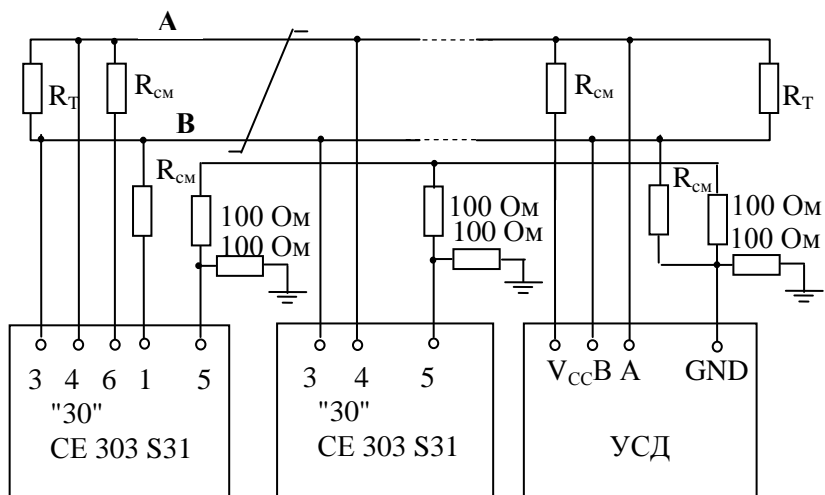 A
R_T
R_см
R_см
R_T
B
R_см
R_см
100 Ом
100 Ом
100 Ом
100 Ом
100 Ом
100 Ом
3 4 6 1 5
"30"
CE 303 S31
3 4 5
"30"
CE 303 S31
V_CC B A GND
УСД